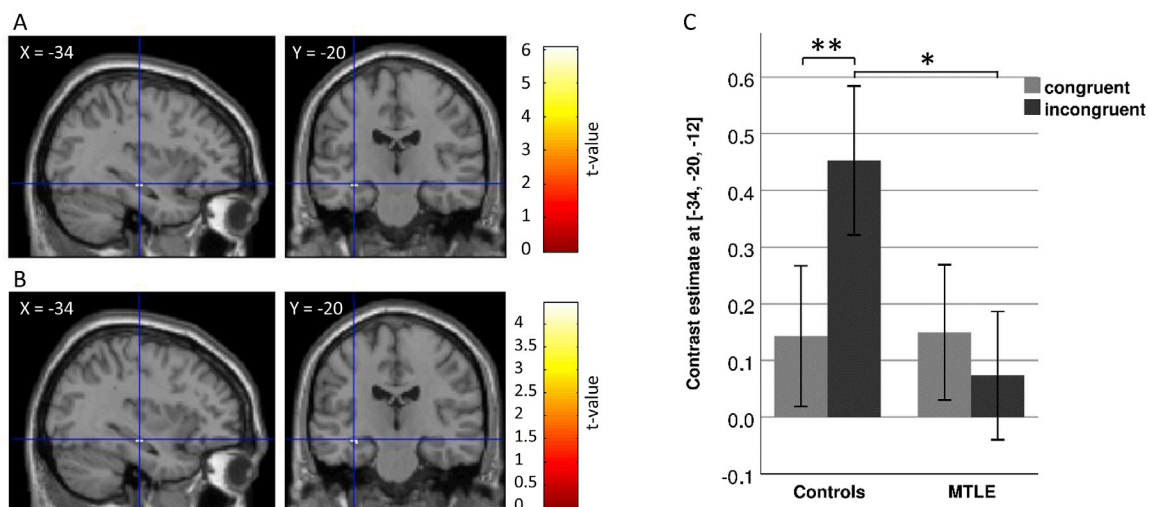 A
X = -34
Y = -20
6
5
4
3
2
1
0
t-value
B
X = -34
Y = -20
4
3.5
3
2.5
2
1.5
1
0.5
0
t-value
C
**
*
congruent
incongruent
Contrast estimate at [-34, -20, -12]
0.6
0.5
0.4
0.3
0.2
0.1
0.0
-0.1
Controls
MTLE